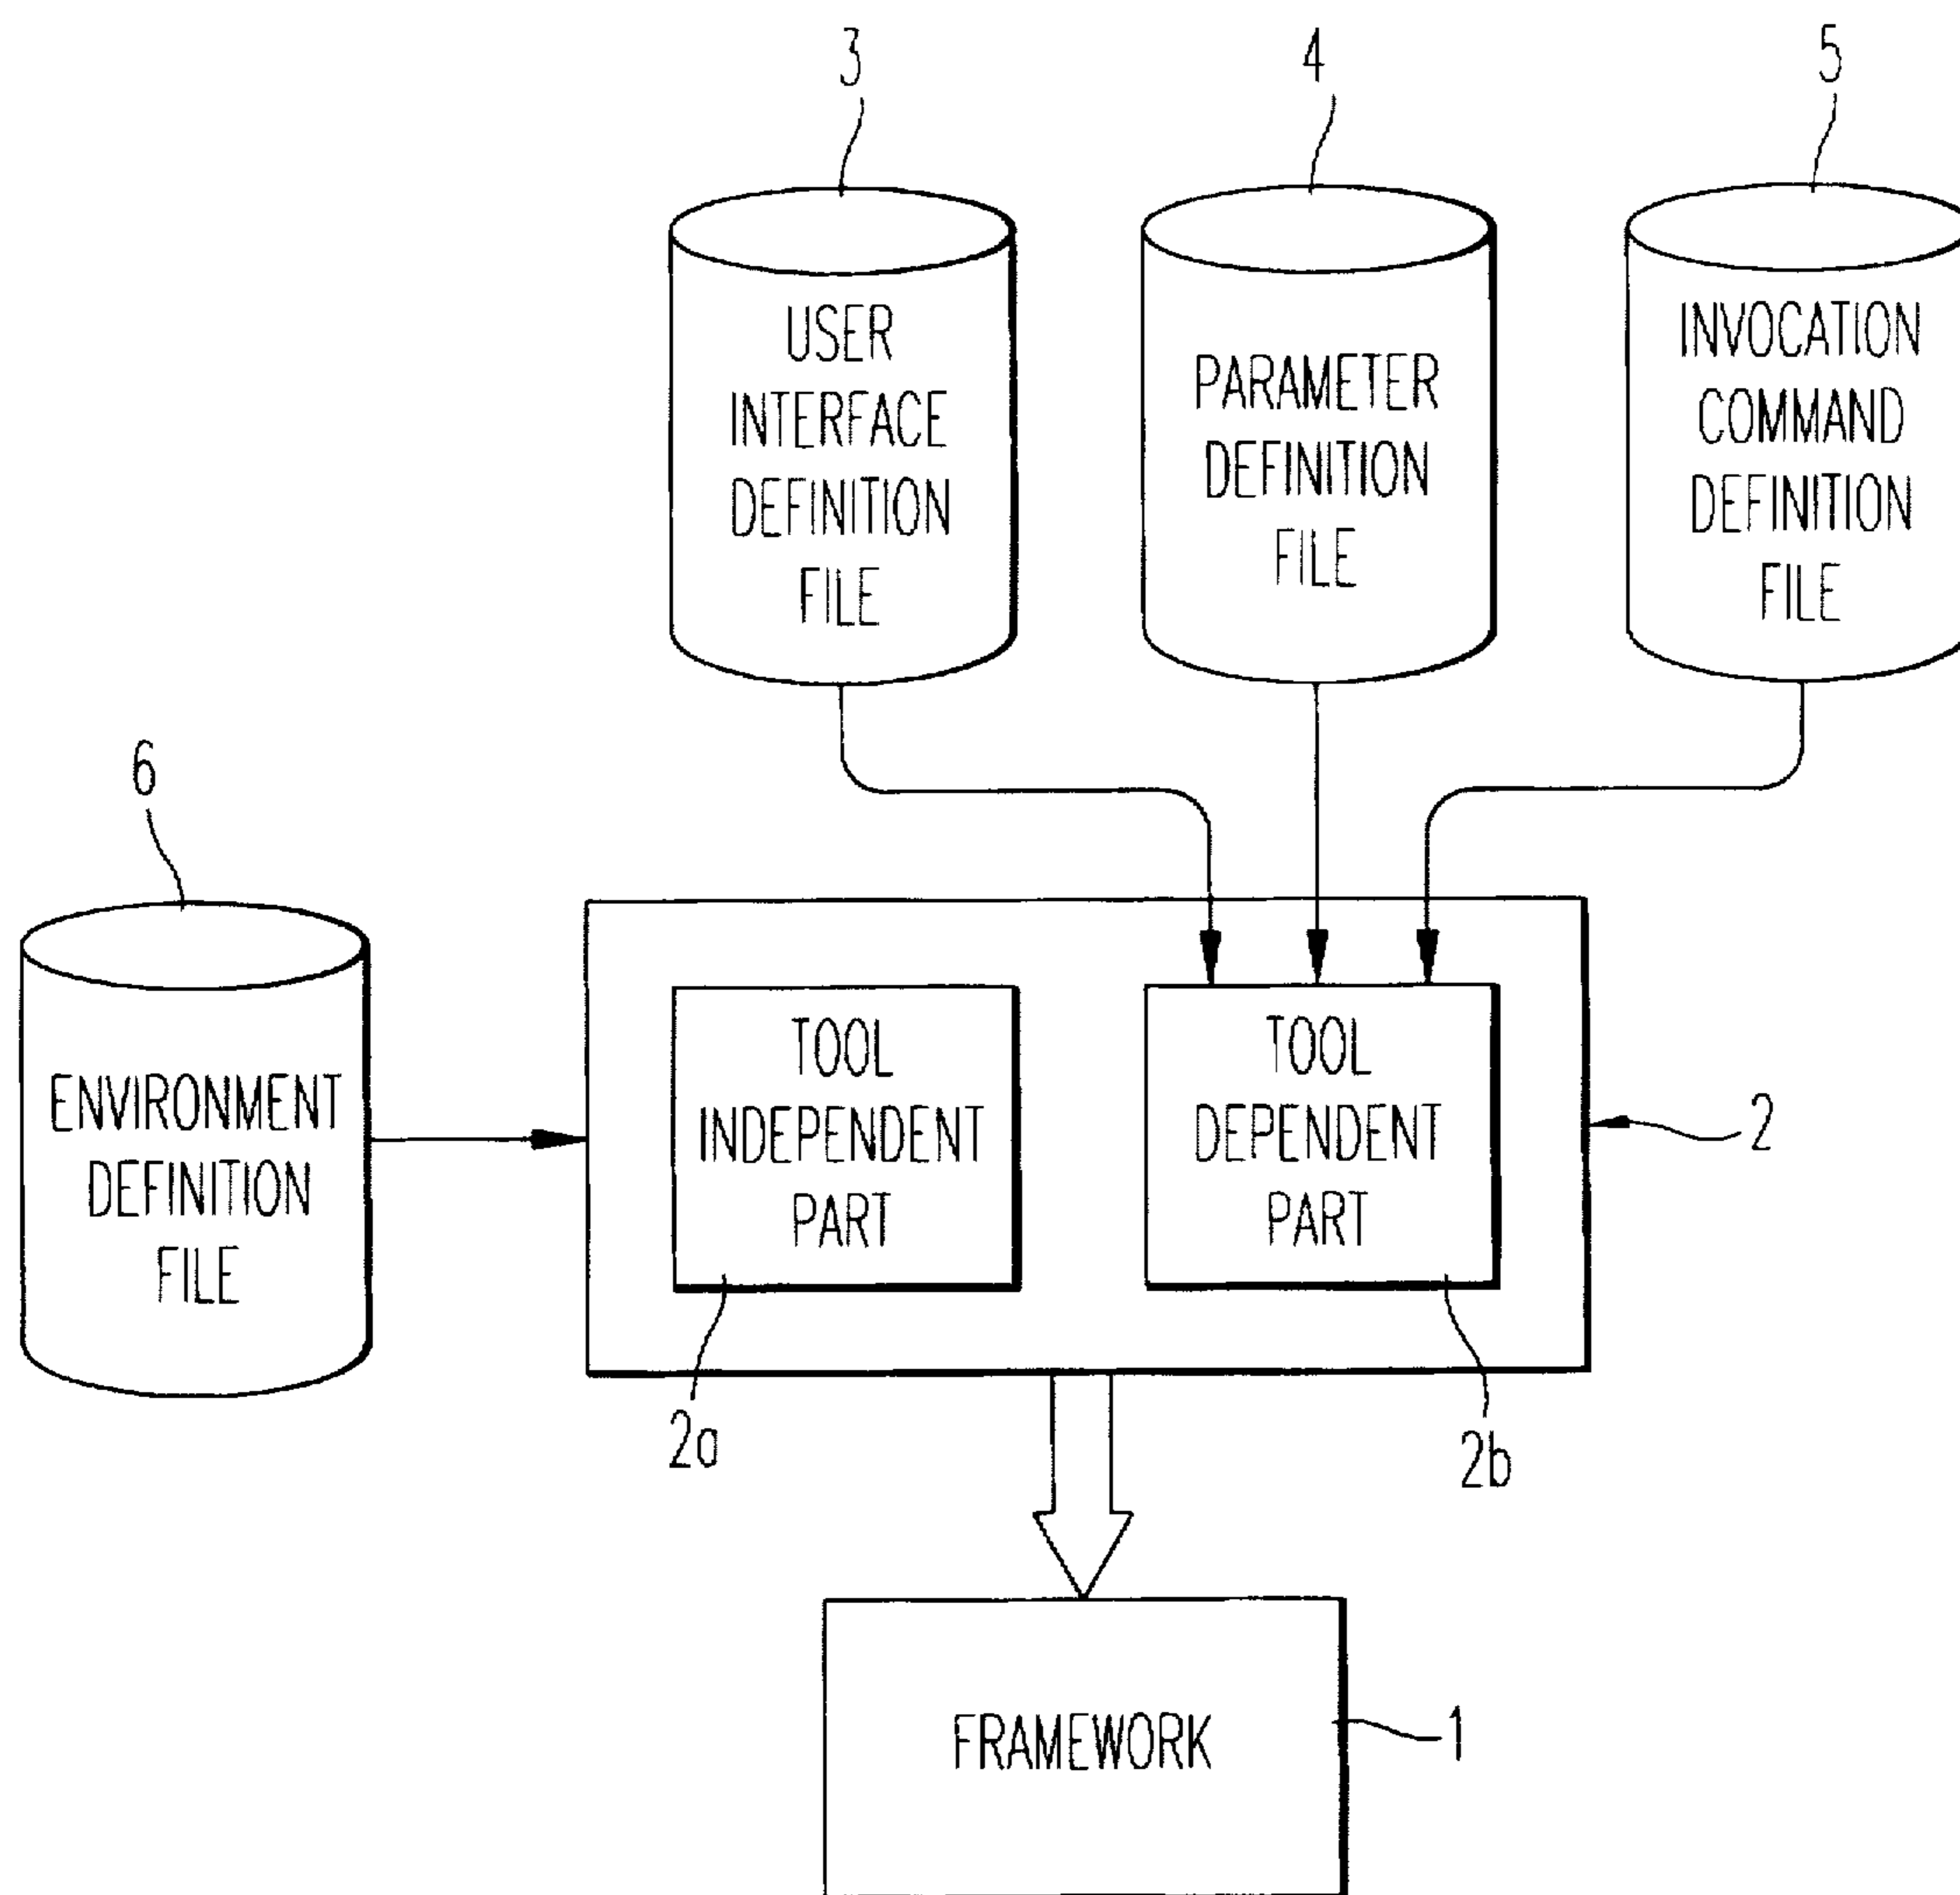 3
4
5
USER
INTERFACE
DEFINITION
FILE
PARAMETER
DEFINITION
FILE
INVOCATION
COMMAND
DEFINITION
FILE
6
ENVIRONMENT
DEFINITION
FILE
TOOL
INDEPENDENT
PART
TOOL
DEPENDENT
PART
2
2a
2b
FRAMEWORK
1